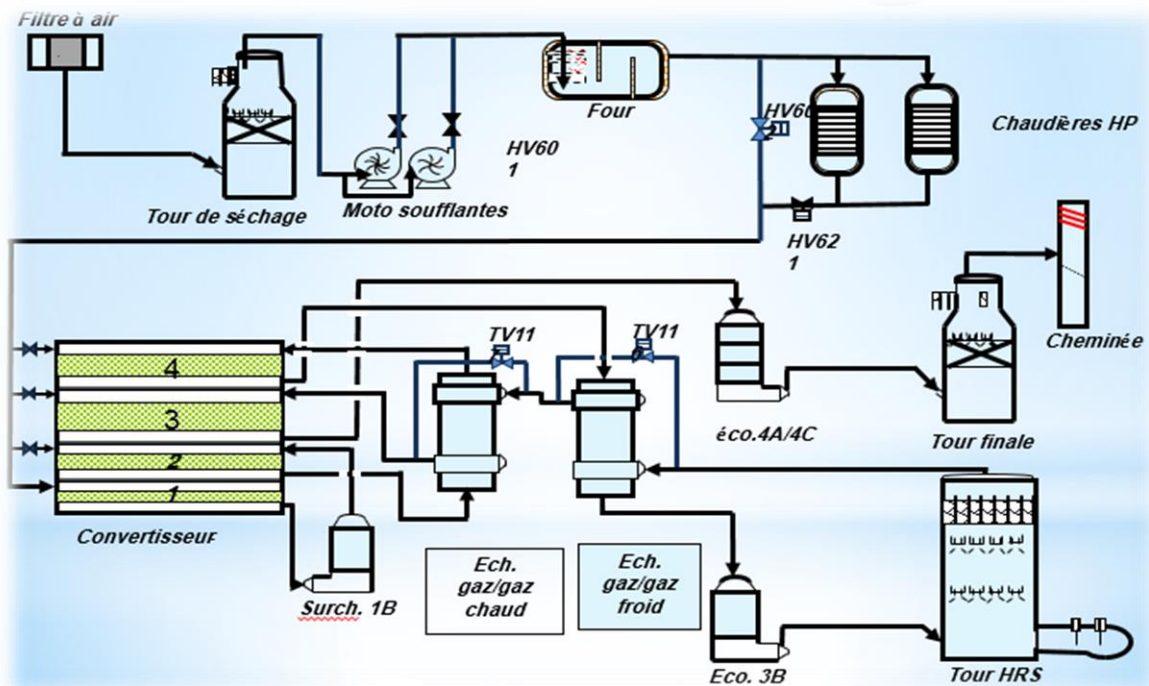 Filtre à air
Four
HV60
Chaudières HP
HV60
1
Tour de séchage
Moto soufflantes
HV62
1
Cheminée
TV11
TV11
4
3
2
1
éco.4A/4C
Tour finale
Convertisseur
Surch. 1B
Ech.
gaz/gaz
chaud
Ech.
gaz/gaz
froid
Eco. 3B
Tour HRS